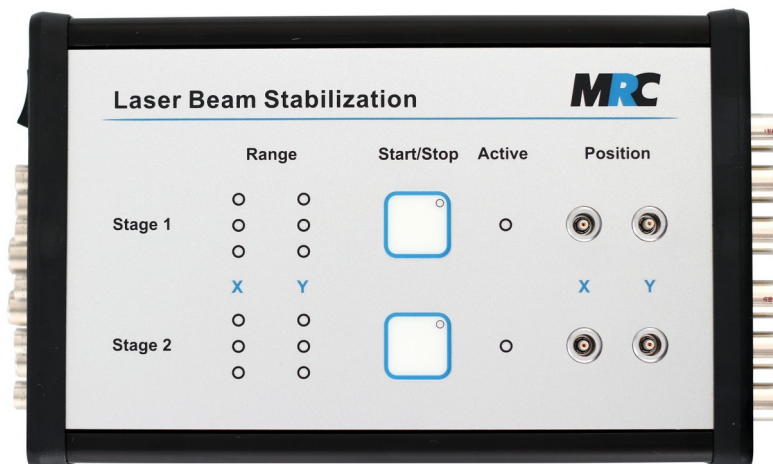 Laser Beam Stabilization MRC
Range Start/Stop Active Position
Stage 1
X Y X Y
Stage 2